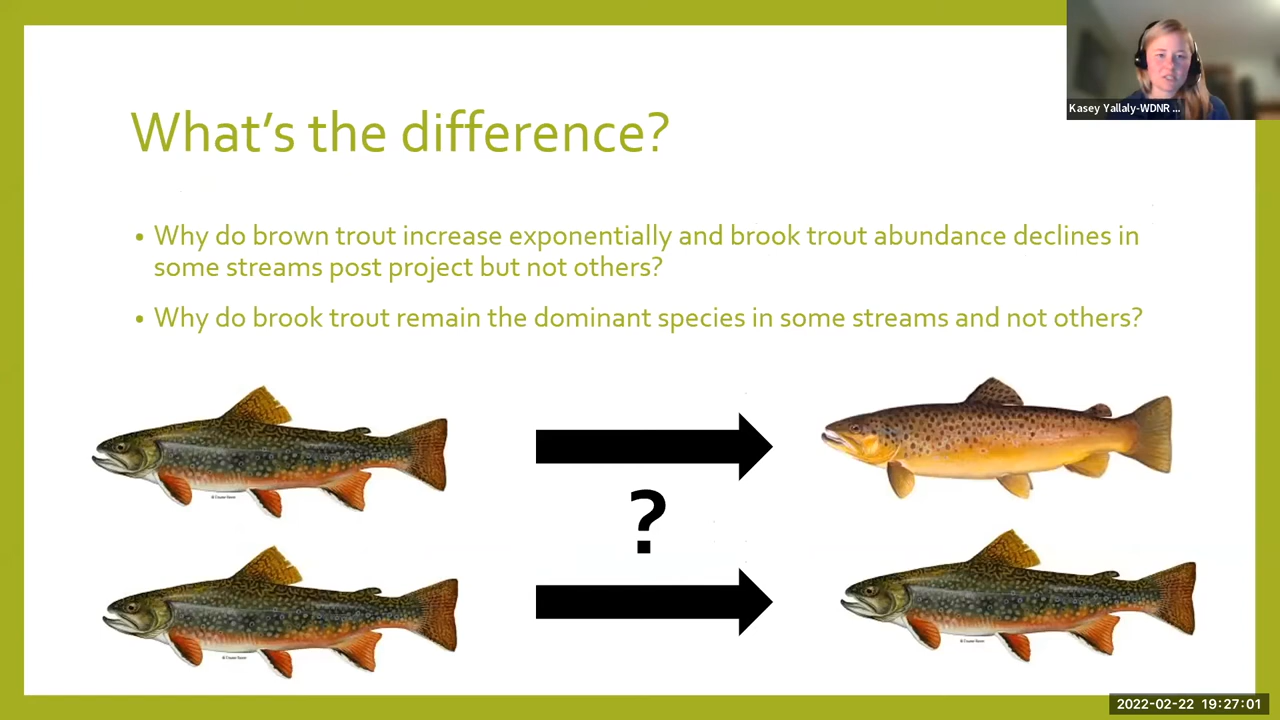 Kasey Yallaly-WDNR ...
What's the difference?
• Why do brown trout increase exponentially and brook trout abundance declines in
some streams post project but not others?
• Why do brook trout remain the dominant species in some streams and not others?
?
2022-02-22 19:27:01